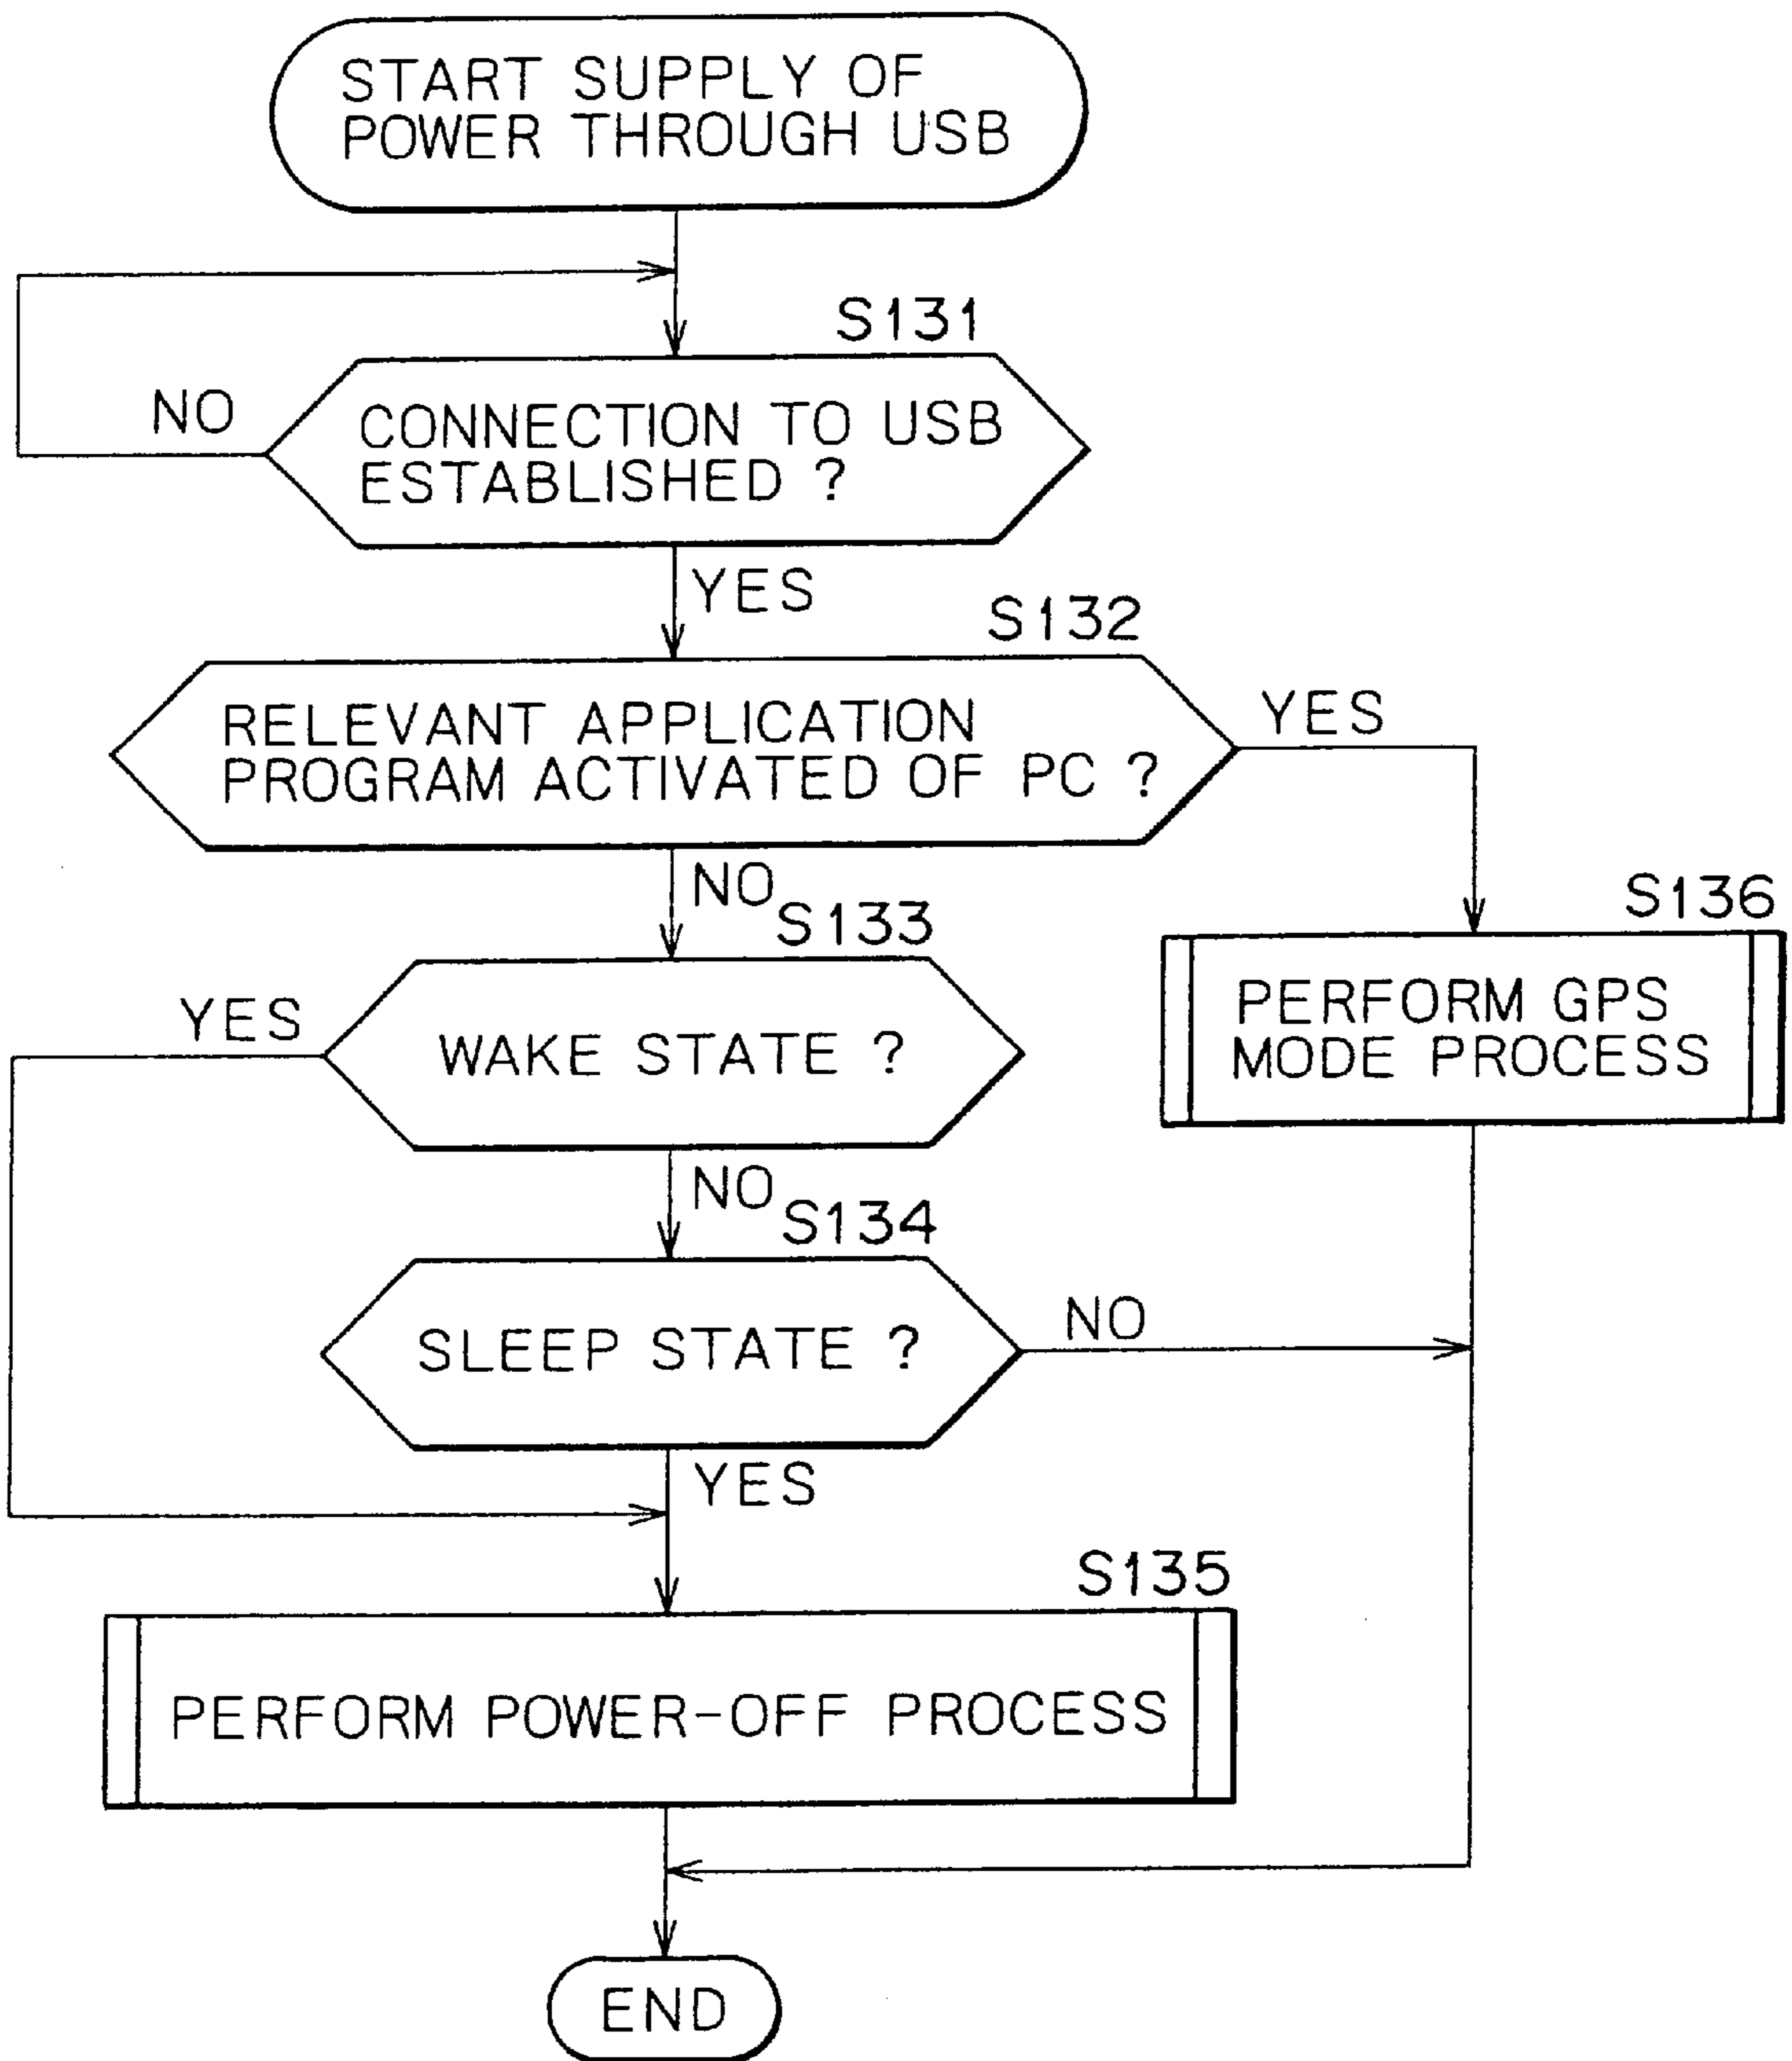 START SUPPLY OF
POWER THROUGH USB
S131
NO
CONNECTION TO USB
ESTABLISHED ?
YES
S132
RELEVANT APPLICATION
PROGRAM ACTIVATED OF PC ?
YES
NO
S133
S136
YES
WAKE STATE ?
PERFORM GPS
MODE PROCESS
NO
S134
SLEEP STATE ?
NO
YES
S135
PERFORM POWER-OFF PROCESS
END